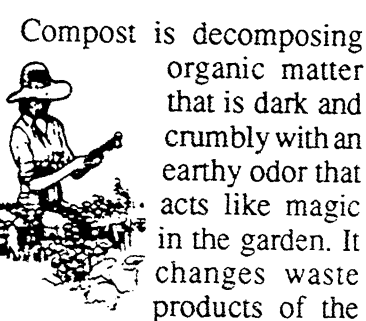 Compost is decomposing
organic matter
that is dark and
crumbly with an
earthy odor that
acts like magic
in the garden. It
changes waste
products of the